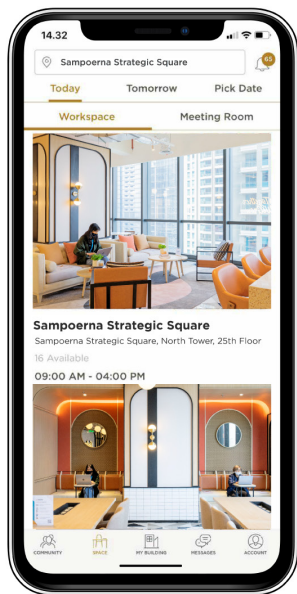 14.32
Sampoerna Strategic Square
65
Today Tomorrow Pick Date
Workspace Meeting Room
Sampoerna Strategic Square
Sampoerna Strategic Square, North Tower, 25th Floor
16 Available
09:00 AM - 04:00 PM
COMMUNITY SPACE MY BUILDING MESSAGES ACCOUNT